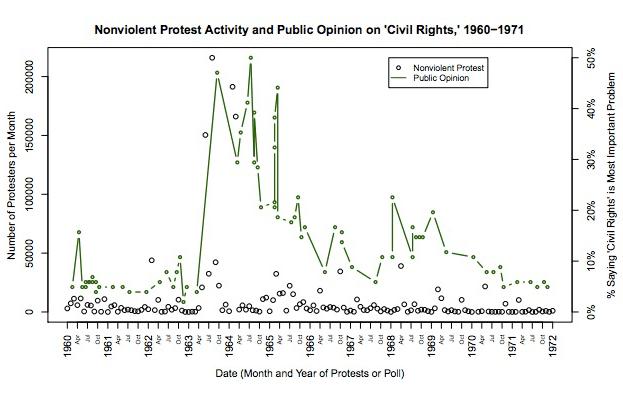 Nonviolent Protest Activity and Public Opinion on 'Civil Rights,' 1960−1971
Number of Protesters per Month
200000
150000
100000
50000
0
Nonviolent Protest
Public Opinion
50%
40%
30%
20%
10%
0%
% Saying 'Civil Rights' is Most Important Problem
1960 Apr Jul Oct 1961 Apr Jul Oct 1962 Apr Jul Oct 1963 Apr Jul Oct 1964 Apr Jul Oct 1965 Apr Jul Oct 1966 Apr Jul Oct 1967 Apr Jul Oct 1968 Apr Jul Oct 1969 Apr Jul Oct 1970 Apr Jul Oct 1971 Apr Jul Oct 1972
Date (Month and Year of Protests or Poll)